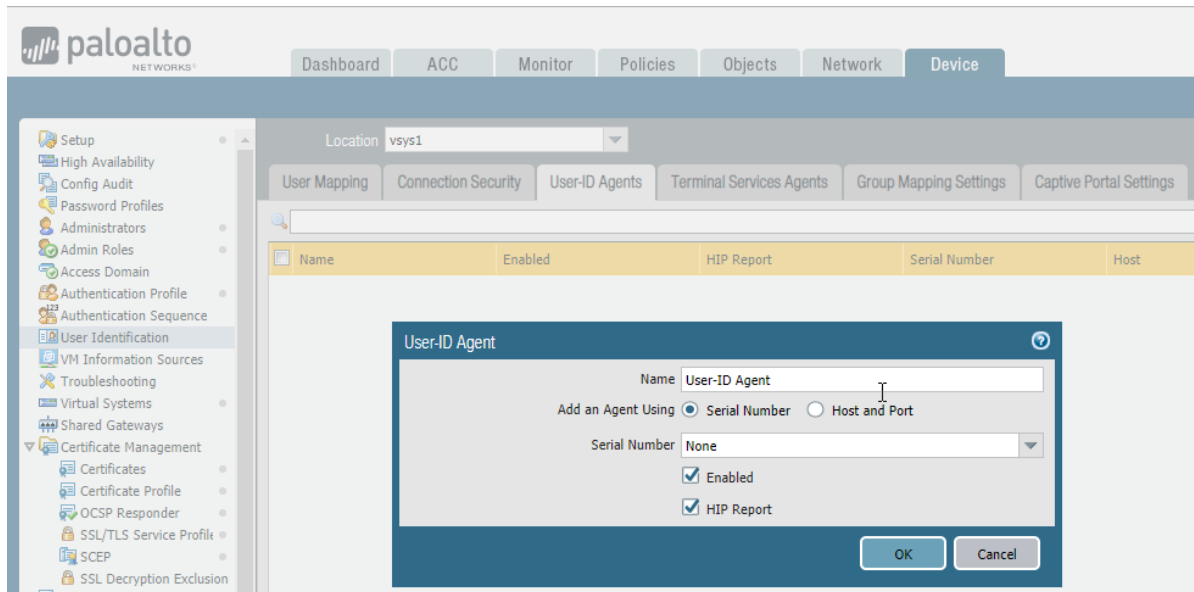 paloalto
NETWORKS®
Dashboard ACC Monitor Policies Objects Network Device
Setup
High Availability
Config Audit
Password Profiles
Administrators
Admin Roles
Access Domain
Authentication Profile
Authentication Sequence
User Identification
VM Information Sources
Troubleshooting
Virtual Systems
Shared Gateways
Certificate Management
Certificates
Certificate Profile
OCSP Responder
SSL/TLS Service Profile
SCEP
SSL Decryption Exclusion
Location vsys1
User Mapping Connection Security User-ID Agents Terminal Services Agents Group Mapping Settings Captive Portal Settings
Name Enabled HIP Report Serial Number Host
User-ID Agent
Name User-ID Agent
Add an Agent Using Serial Number Host and Port
Serial Number None
Enabled
HIP Report
OK Cancel